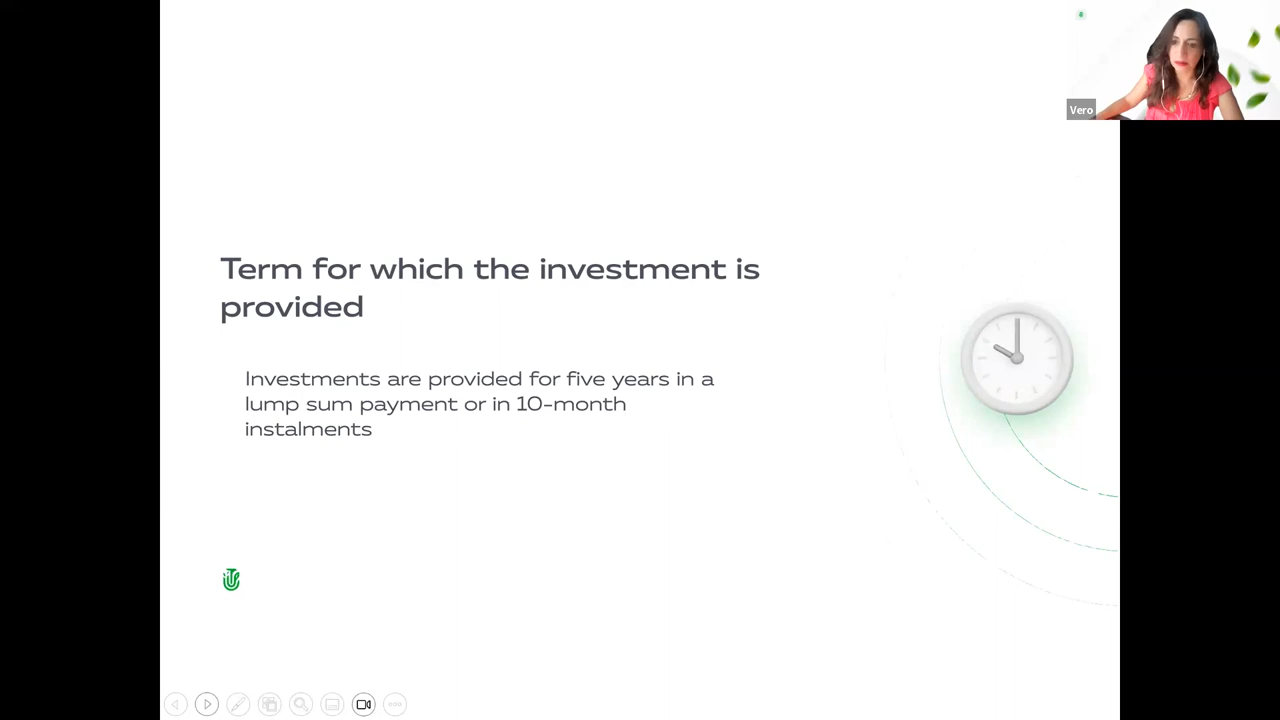 Vero
Term for which the investment is
provided
Investments are provided for five years in a
lump sum payment or in 10-month
instalments